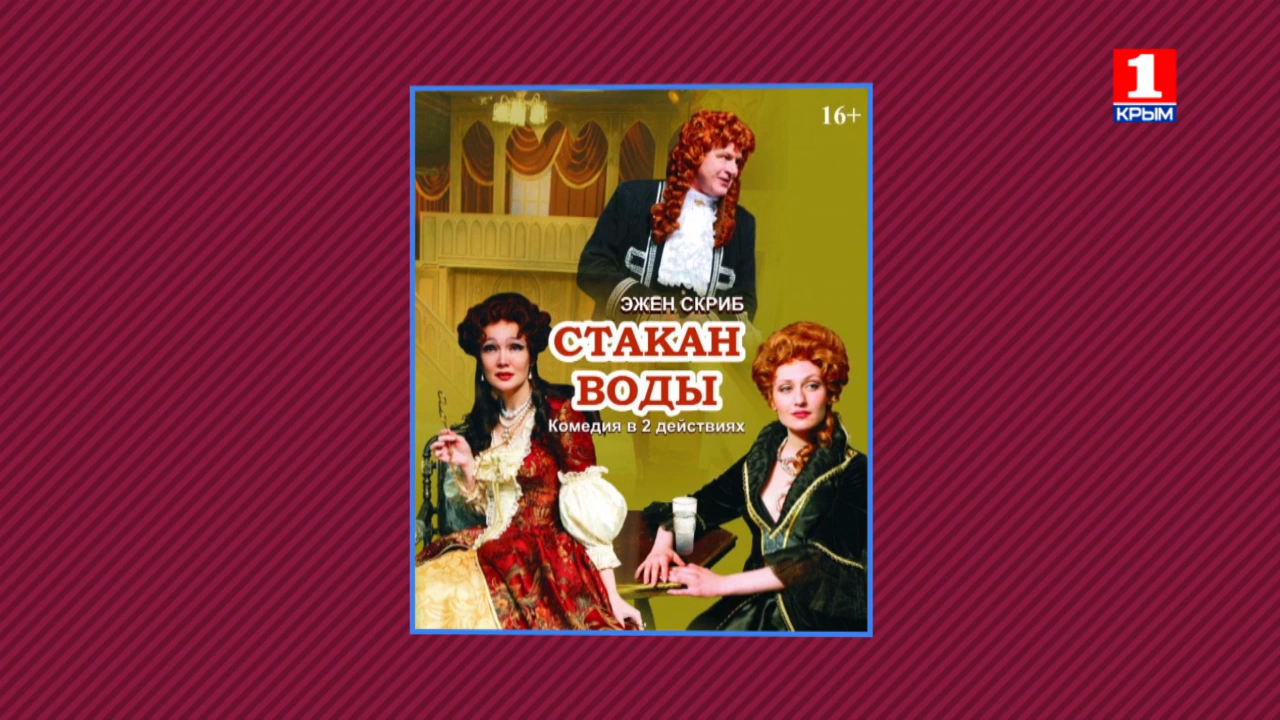 1
КРЫМ
16+
ЭЖЕН СКРИБ
СТАКАН
ВОДЫ
Комедия в 2 действиях